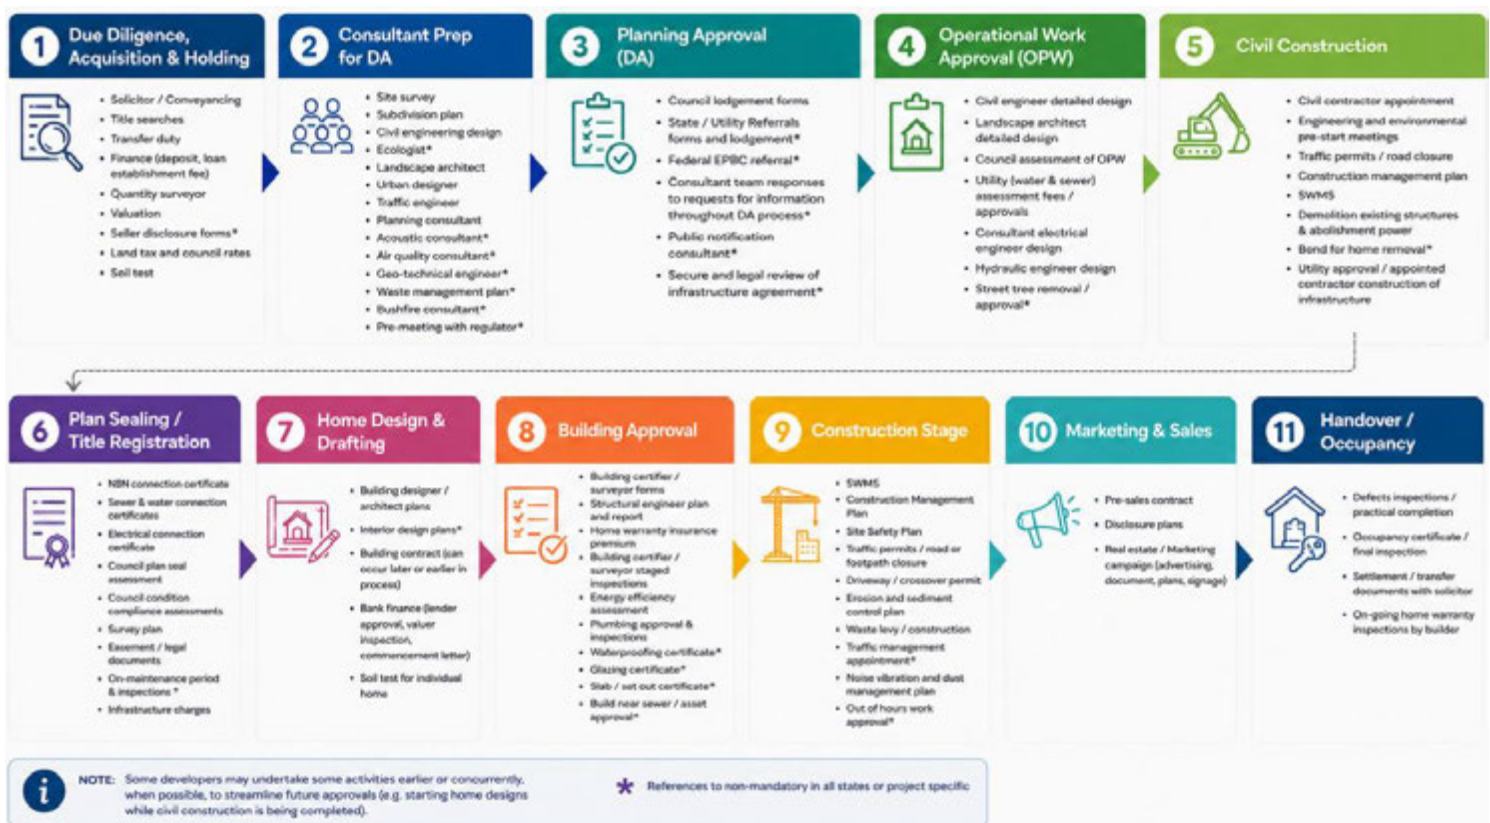 1
Due Diligence,
Acquisition & Holding
• Solicitor / Conveyancing
• Title searches
• Transfer duty
• Finance (deposit, loan
establishment fee)
• Quantity surveyor
• Valuation
• Seller disclosure forms*
• Land tax and council rates
• Soil test
2
Consultant Prep
for DA
• Site survey
• Subdivision plan
• Civil engineering design
• Ecologist*
• Landscape architect
• Urban designer
• Traffic engineer
• Planning consultant
• Acoustic consultant*
• Air quality consultant*
• Geo-technical engineer*
• Waste management plan*
• Bushfire consultant*
• Pre-meeting with regulator*
3
Planning Approval
(DA)
• Council lodgement forms
• State / Utility Referrals
forms and lodgement*
• Federal EPBC referral*
• Consultant team responses
to requests for information
throughout DA process*
• Public notification
consultant*
• Secure and legal review of
infrastructure agreement*
4
Operational Work
Approval (OPW)
• Civil engineer detailed design
• Landscape architect
detailed design
• Council assessment of OPW
• Utility (water & sewer)
assessment fees /
approvals
• Consultant electrical
engineer design
• Hydraulic engineer design
• Street tree removal /
approval*
5
Civil Construction
• Civil contractor appointment
• Engineering and environmental
pre-start meetings
• Traffic permits / road closure
• Construction management plan
• SWMS
• Demolition existing structures
& abolishment power
• Bond for home removal*
• Utility approval / appointed
contractor construction of
infrastructure
6
Plan Sealing /
Title Registration
• NBN connection certificate
• Sewer & water connection
certificates
• Electrical connection
certificate
• Council plan seal
assessment
• Council condition
compliance assessments
• Survey plan
• Easement / legal
documents
• On-maintenance period
& inspections *
• Infrastructure charges
7
Home Design &
Drafting
• Building designer /
architect plans
• Interior design plans*
• Building contract (can
occur later or earlier in
process)
• Bank finance (lender
approval, valuer
inspection,
commencement letter)
• Soil test for individual
home
8
Building Approval
• Building certifier /
surveyor forms
• Structural engineer plan
and report
• Home warranty insurance
premium
• Building certifier /
surveyor staged
inspections
• Energy efficiency
assessment
• Plumbing approval &
inspections
• Waterproofing certificate*
• Glazing certificate*
• Slab / set out certificate*
• Build near sewer / asset
approval*
9
Construction Stage
• SWMS
• Construction Management
Plan
• Site Safety Plan
• Traffic permits / road or
footpath closure
• Driveway / crossover permit
• Erosion and sediment
control plan
• Waste levy / construction
• Traffic management
appointment*
• Noise vibration and dust
management plan
• Out of hours work
approval*
10
Marketing & Sales
• Pre-sales contract
• Disclosure plans
• Real estate / Marketing
campaign (advertising,
document, plans, signage)
11
Handover /
Occupancy
• Defects inspections /
practical completion
• Occupancy certificate /
final inspection
• Settlement / transfer
documents with solicitor
• On-going home warranty
inspections by builder
i
NOTE: Some developers may undertake some activities earlier or concurrently,
when possible, to streamline future approvals (e.g. starting home designs
while civil construction is being completed).
* References to non-mandatory in all states or project specific